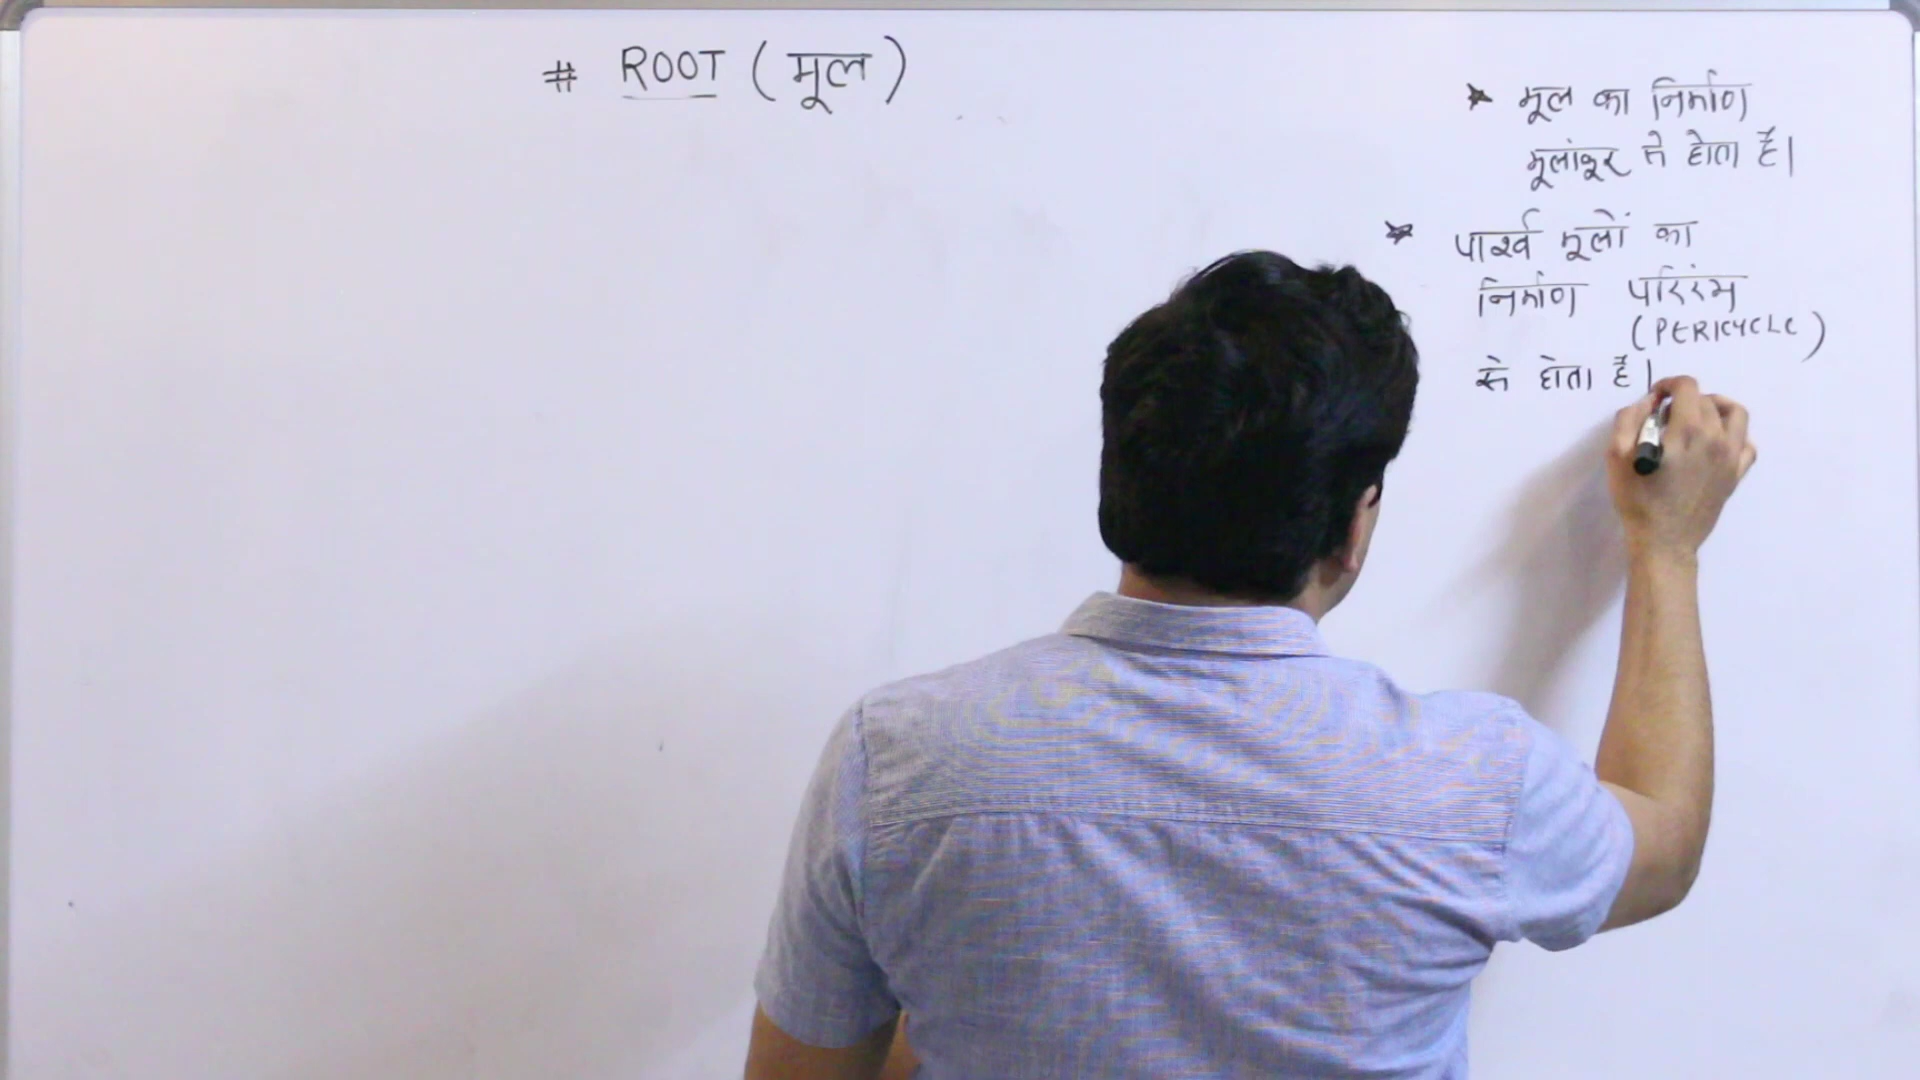 # ROOT (मूल)
★ मूल का निर्माण
मूलांकूर से होता है।
★ पार्श्व मूलों का
निर्माण परिरंभ
(PERICYCLE)
से होता है।